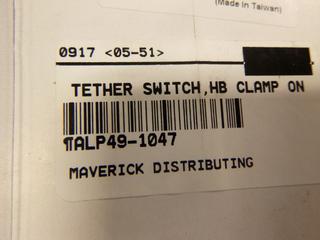 (Made in Taiwan)
0917 <05-51>
TETHER SWITCH,HB CLAMP ON
¶ALP49-1047
MAVERICK DISTRIBUTING